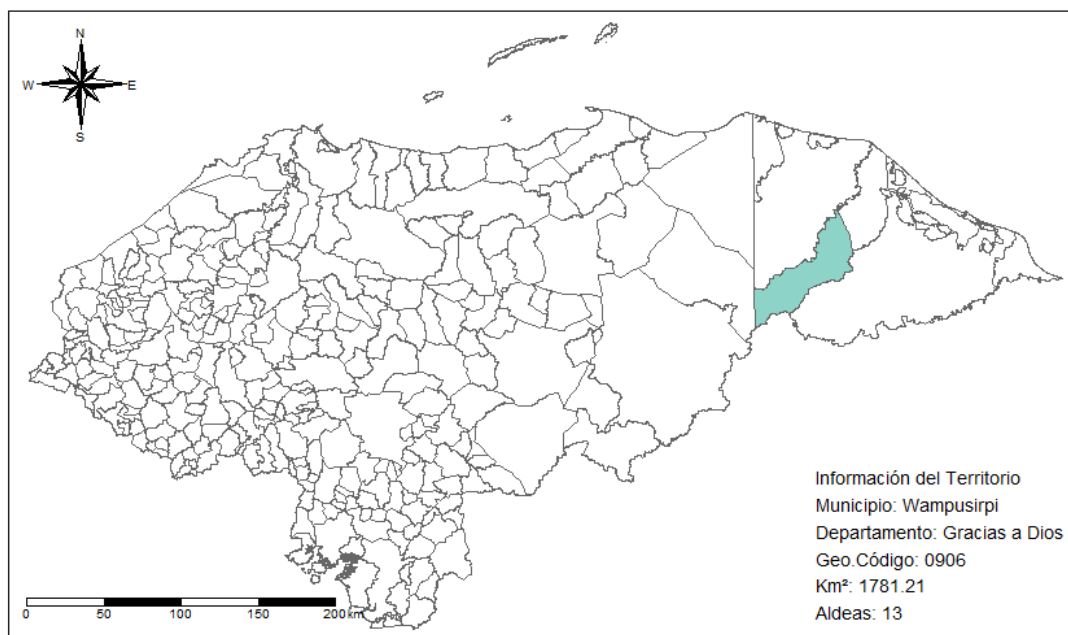 N
W E
S
Información del Territorio
Municipio: Wampusirpi
Departamento: Gracias a Dios
Geo.Código: 0906
Km²: 1781.21
Aldeas: 13
0 50 100 150 200 km